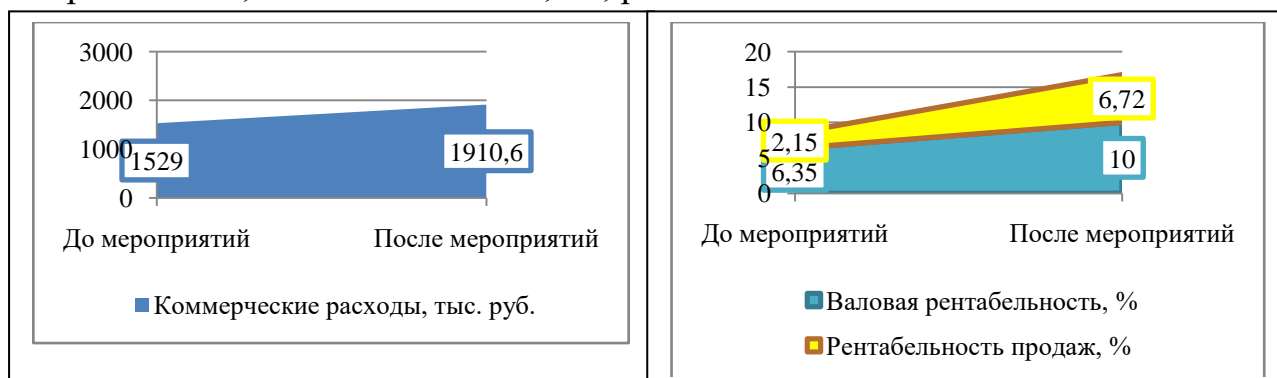 3000
2000
1000
0
1529
1910,6
До мероприятий
После мероприятий
Коммерческие расходы, тыс. руб.
20
15
10
5
0
2,15
6,35
6,72
10
До мероприятий
После мероприятий
Валовая рентабельность, %
Рентабельность продаж, %